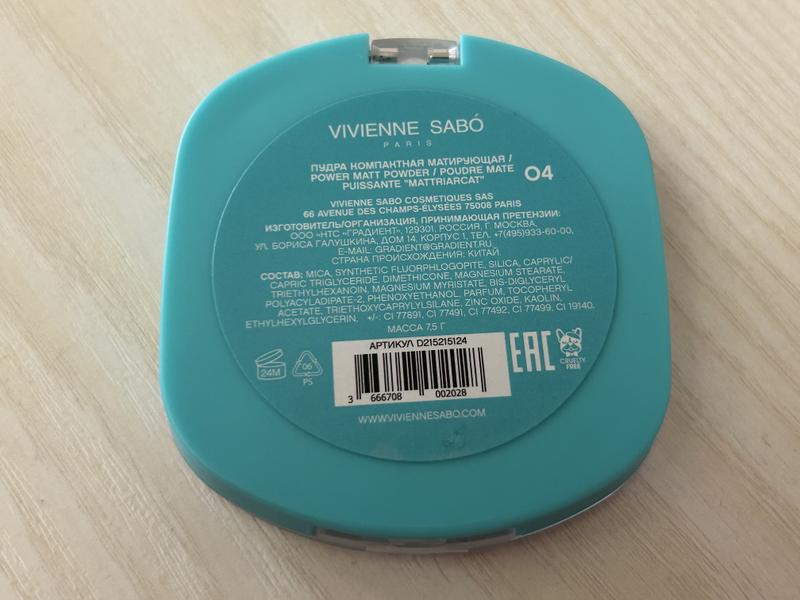 VIVIENNE SABÓ
PARIS
ПУДРА КОМПАКТНАЯ МАТИРУЮЩАЯ /
POWER MATT POWDER / POUDRE MATE
PUISSANTE "MATTRIARCAT"
04
VIVIENNE SABO COSMETIQUES SAS
66 AVENUE DES CHAMPS-ELYSÉES 75008 PARIS
ИЗГОТОВИТЕЛЬ/ОРГАНИЗАЦИЯ, ПРИНИМАЮЩАЯ ПРЕТЕНЗИИ:
ООО «НТС «ГРАДИЕНТ», 129301, РОССИЯ, Г. МОСКВА,
УЛ. БОРИСА ГАЛУШКИНА, ДОМ 14, КОРПУС 1, ТЕЛ. +7(495)933-60-00,
E-MAIL: GRADIENT@GRADIENT.RU
СТРАНА ПРОИСХОЖДЕНИЯ: КИТАЙ.
СОСТАВ: MICA, SYNTHETIC FLUORPHLOGOPITE, SILICA, CAPRYLIC/
CAPRIC TRIGLYCERIDE, DIMETHICONE, MAGNESIUM STEARATE,
TRIETHYLHEXANOIN, MAGNESIUM MYRISTATE, BIS-DIGLYCERYL
POLYACYLADIPATE-2, PHENOXYETHANOL, PARFUM, TOCOPHERYL
ACETATE, TRIETHOXYCAPRYLYLSILANE, ZINC OXIDE, KAOLIN,
ETHYLHEXYLGLYCERIN. +/-: CI 77891, CI 77491, CI 77492, CI 77499, CI 19140.
МАССА 7,5 Г
АРТИКУЛ D215215124
3 666708 002028
24M
06
PS
EAC
CRUELTY
FREE
WWW.VIVIENNESABO.COM